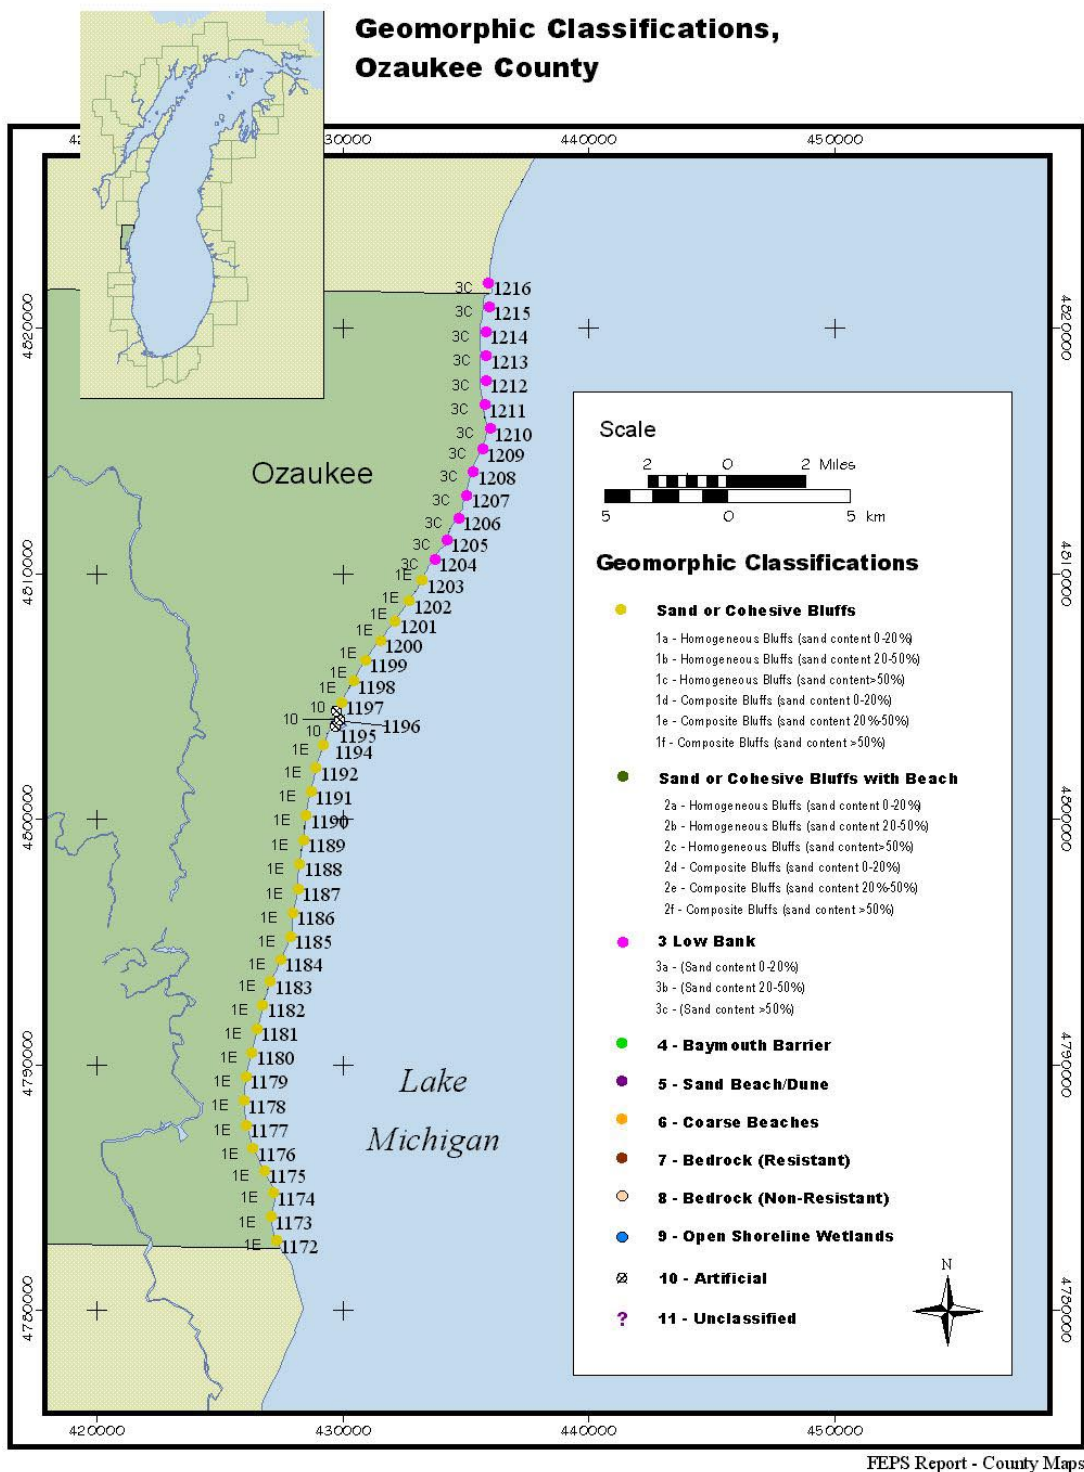 Geomorphic Classifications,
Ozaukee County
30000
440000
450000
4820000
4820000
3C 1216
3C 1215
3C 1214
3C 1213
3C 1212
3C 1211
3C 1210
3C 1209
3C 1208
3C 1207
3C 1206
3C 1205
3C 1204
Ozaukee
4810000
4810000
1E 1203
1E 1202
1E 1201
1E 1200
1E 1199
1E 1198
1E 1197
10
10 1196
10 1195
1E 1194
1E 1192
1E 1191
1E 1190
4800000
4800000
1E 1189
1E 1188
1E 1187
1E 1186
1E 1185
1E 1184
1E 1183
1E 1182
1E 1181
1E 1180
4790000
4790000
1E 1179
1E 1178
1E 1177
1E 1176
1E 1175
1E 1174
1E 1173
1E 1172
Lake
Michigan
4780000
4780000
Scale
2 0 2 Miles
5 0 5 km
Geomorphic Classifications
Sand or Cohesive Bluffs
1a - Homogeneous Bluffs (sand content 0-20%)
1b - Homogeneous Bluffs (sand content 20-50%)
1c - Homogeneous Bluffs (sand content>50%)
1d - Composite Bluffs (sand content 0-20%)
1e - Composite Bluffs (sand content 20%-50%)
1f - Composite Bluffs (sand content >50%)
Sand or Cohesive Bluffs with Beach
2a - Homogeneous Bluffs (sand content 0-20%)
2b - Homogeneous Bluffs (sand content 20-50%)
2c - Homogeneous Bluffs (sand content>50%)
2d - Composite Bluffs (sand content 0-20%)
2e - Composite Bluffs (sand content 20%-50%)
2f - Composite Bluffs (sand content >50%)
3 Low Bank
3a - (Sand content 0-20%)
3b - (Sand content 20-50%)
3c - (Sand content >50%)
4 - Baymouth Barrier
5 - Sand Beach/Dune
6 - Coarse Beaches
7 - Bedrock (Resistant)
8 - Bedrock (Non-Resistant)
9 - Open Shoreline Wetlands
10 - Artificial
? 11 - Unclassified
N
420000
430000
440000
450000
FEPS Report - County Maps